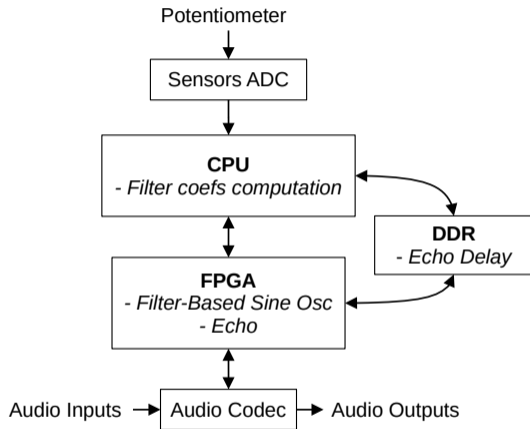 Potentiometer
Sensors ADC
CPU
- Filter coefs computation
DDR
- Echo Delay
FPGA
- Filter-Based Sine Osc
- Echo
Audio Inputs
Audio Codec
Audio Outputs